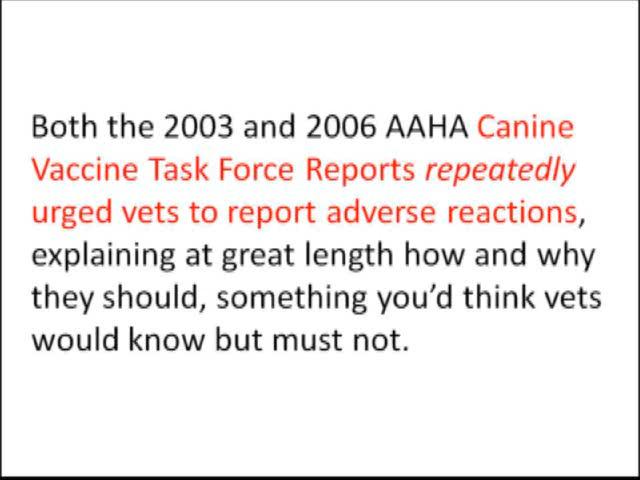 Both the 2003 and 2006 AAHA Canine
Vaccine Task Force Reports repeatedly
urged vets to report adverse reactions,
explaining at great length how and why
they should, something you’d think vets
would know but must not.